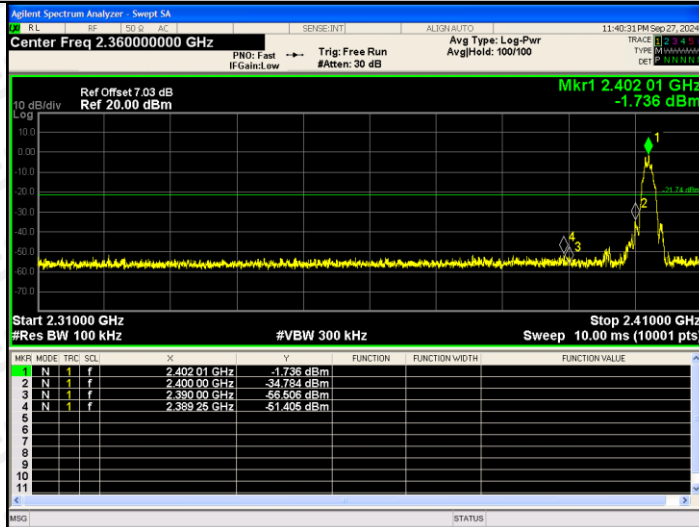 Agilent Spectrum Analyzer - Swept SA
RL RF 50 Ω AC SENSE:INT ALIGN AUTO 11:40:31 PM Sep 27, 2024
Center Freq 2.360000000 GHz
PNO: Fast
IFGain:Low
Trig: Free Run
#Atten: 30 dB
Avg Type: Log-Pwr
Avg|Hold: 100/100
TRACE 1 2 3 4 5
TYPE M
DET P N N N N
Ref Offset 7.03 dB
Ref 20.00 dBm
10 dB/div
Log
Mkr1 2.402 01 GHz
-1.736 dBm
10.0
0.00
-10.0
-20.0
-30.0
-40.0
-50.0
-60.0
-70.0
1
-21.74 dBm
2
4
3
Start 2.31000 GHz
Stop 2.41000 GHz
#Res BW 100 kHz
#VBW 300 kHz
Sweep 10.00 ms (10001 pts)
MKR MODE TRC SCL X Y FUNCTION FUNCTION WIDTH FUNCTION VALUE
1 N 1 f 2.402 01 GHz -1.736 dBm
2 N 1 f 2.400 00 GHz -34.784 dBm
3 N 1 f 2.390 00 GHz -56.506 dBm
4 N 1 f 2.389 25 GHz -51.405 dBm
5
6
7
8
9
10
11
MSG STATUS